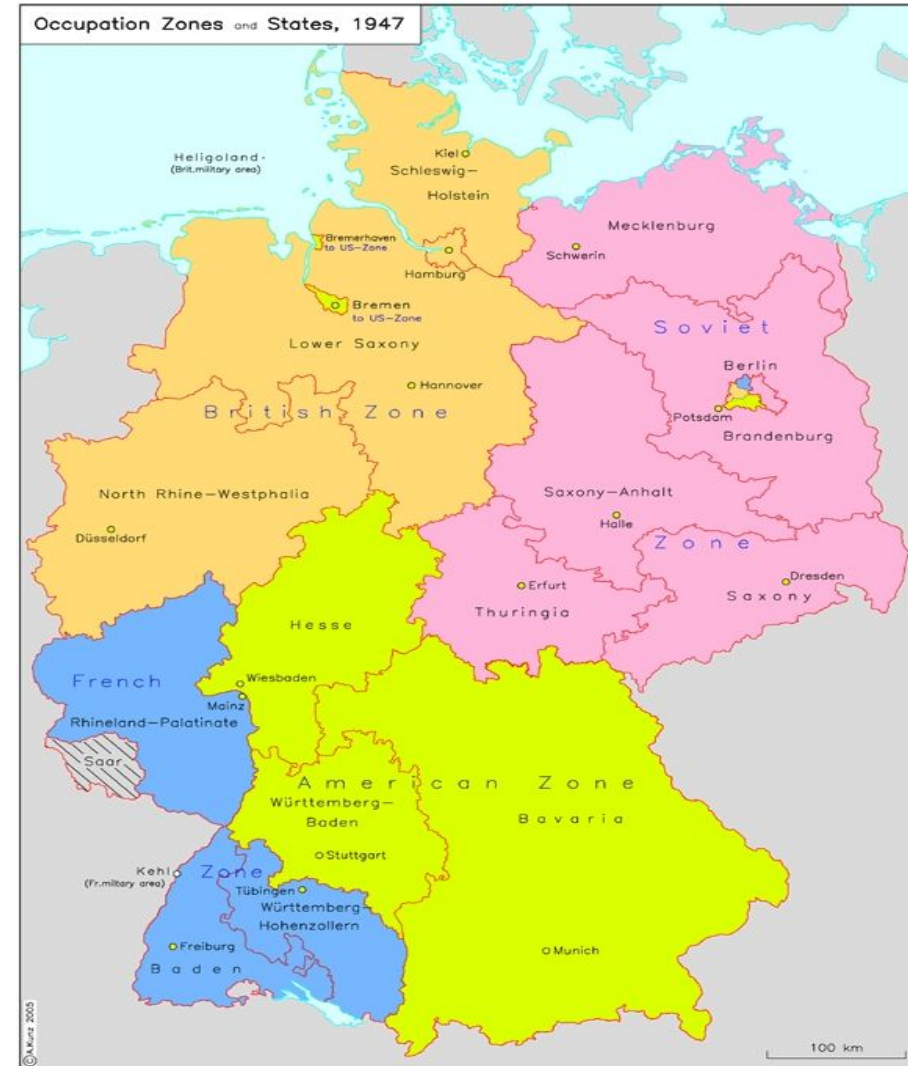 Occupation Zones and States, 1947
Heligoland-
(Brit.military area)
Kiel
Schleswig-
Holstein
Mecklenburg
Schwerin
Bremerhaven
to US-Zone
Hamburg
Bremen
to US-Zone
Lower Saxony
Soviet
Berlin
Hannover
British Zone
Potsdam
Brandenburg
North Rhine-Westphalia
Saxony-Anhalt
Düsseldorf
Halle
Zone
Erfurt
Dresden
Thuringia
Saxony
Hesse
French
Wiesbaden
Mainz
Rhineland-Palatinate
Saar
American Zone
Württemberg-
Baden
Bavaria
Stuttgart
Kehl
(Fr.military area)
Zone
Tübingen
Württemberg-
Hohenzollern
Freiburg
Baden
Munich
100 km
©A.Kunz 2005